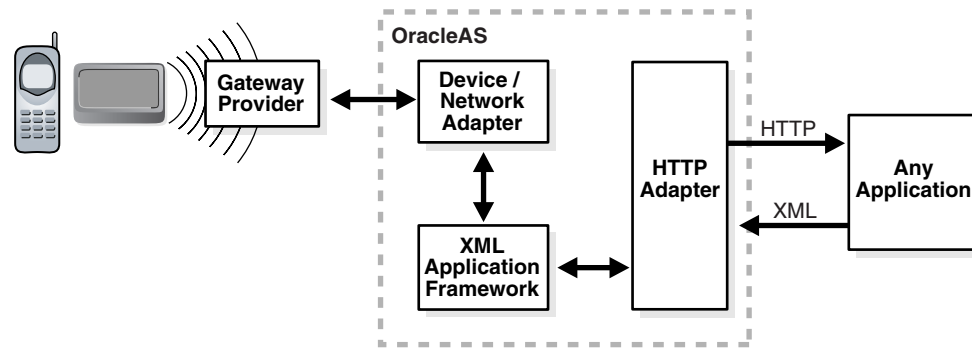 OracleAS
Gateway
Provider
Device /
Network
Adapter
HTTP
Adapter
HTTP
XML
Any
Application
XML
Application
Framework